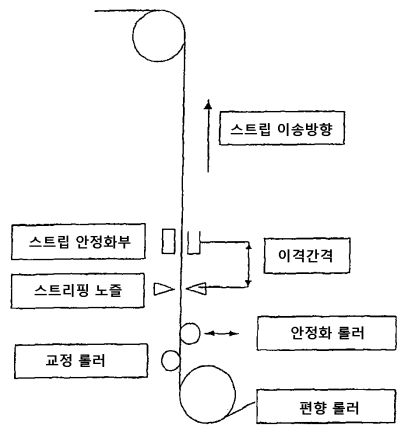 스트립 이송방향
스트립 안정화부
이격간격
스트리핑 노즐
안정화 롤러
교정 롤러
편향 롤러